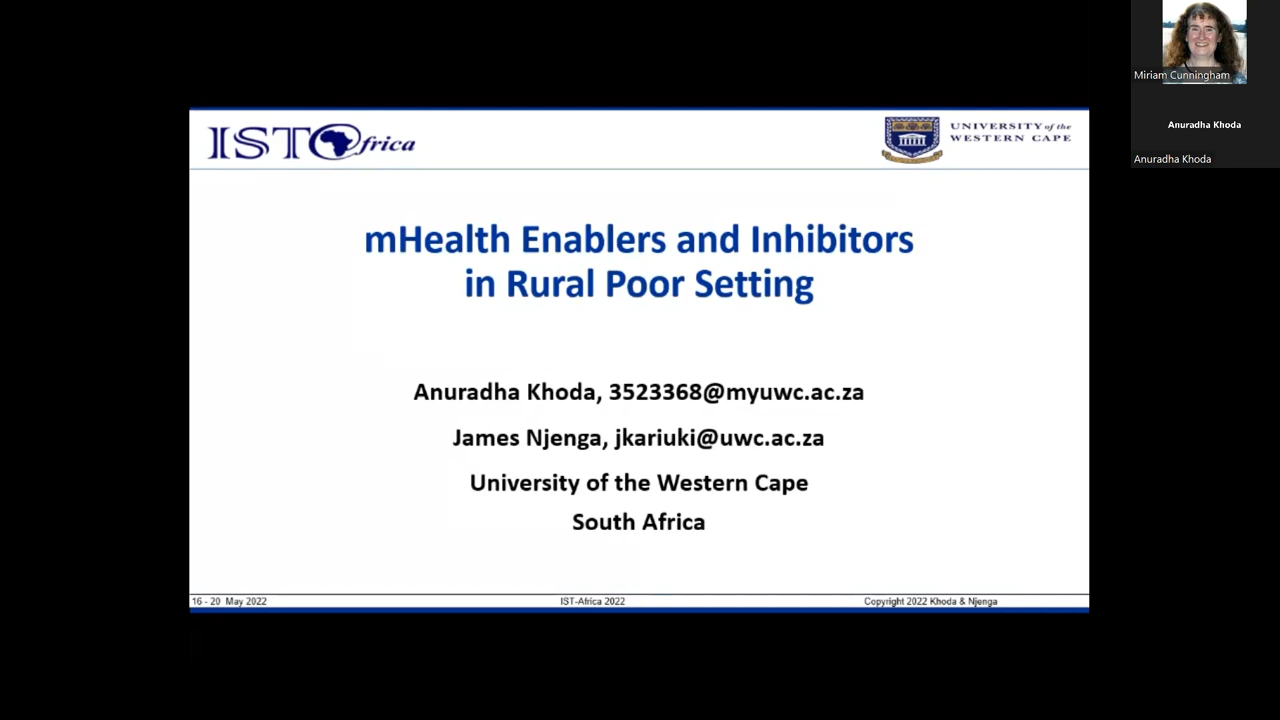 Miriam Cunningham
Anuradha Khoda
Anuradha Khoda
IST Africa
UNIVERSITY of the
WESTERN CAPE
mHealth Enablers and Inhibitors
in Rural Poor Setting
Anuradha Khoda, 3523368@myuwc.ac.za
James Njenga, jkariuki@uwc.ac.za
University of the Western Cape
South Africa
16 - 20 May 2022
IST-Africa 2022
Copyright 2022 Khoda & Njenga